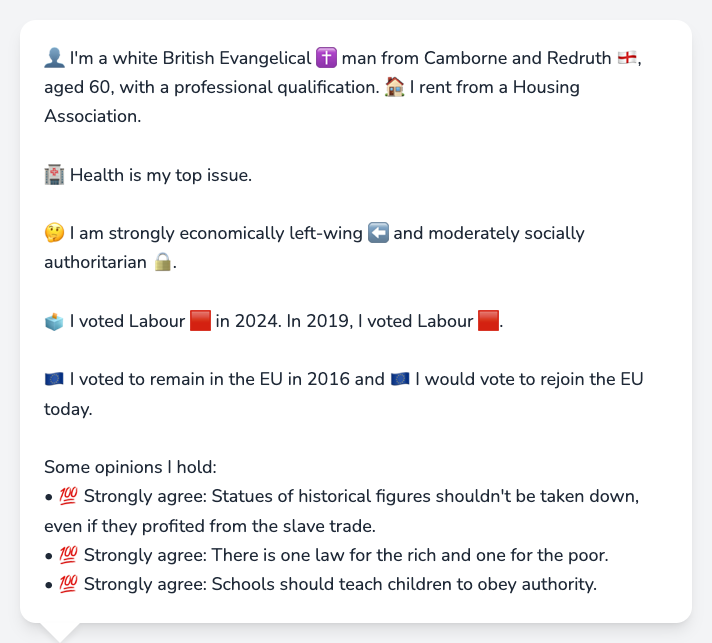 👤 I'm a white British Evangelical ✝️ man from Camborne and Redruth 🏴󠁧󠁢󠁥󠁮󠁧󠁿,
aged 60, with a professional qualification. 🏠 I rent from a Housing
Association.
🏥 Health is my top issue.
🤔 I am strongly economically left-wing ⬅️ and moderately socially
authoritarian 🔒.
🗳️ I voted Labour 🟥 in 2024. In 2019, I voted Labour 🟥.
🇪🇺 I voted to remain in the EU in 2016 and 🇪🇺 I would vote to rejoin the EU
today.
Some opinions I hold:
• 💯 Strongly agree: Statues of historical figures shouldn't be taken down,
even if they profited from the slave trade.
• 💯 Strongly agree: There is one law for the rich and one for the poor.
• 💯 Strongly agree: Schools should teach children to obey authority.